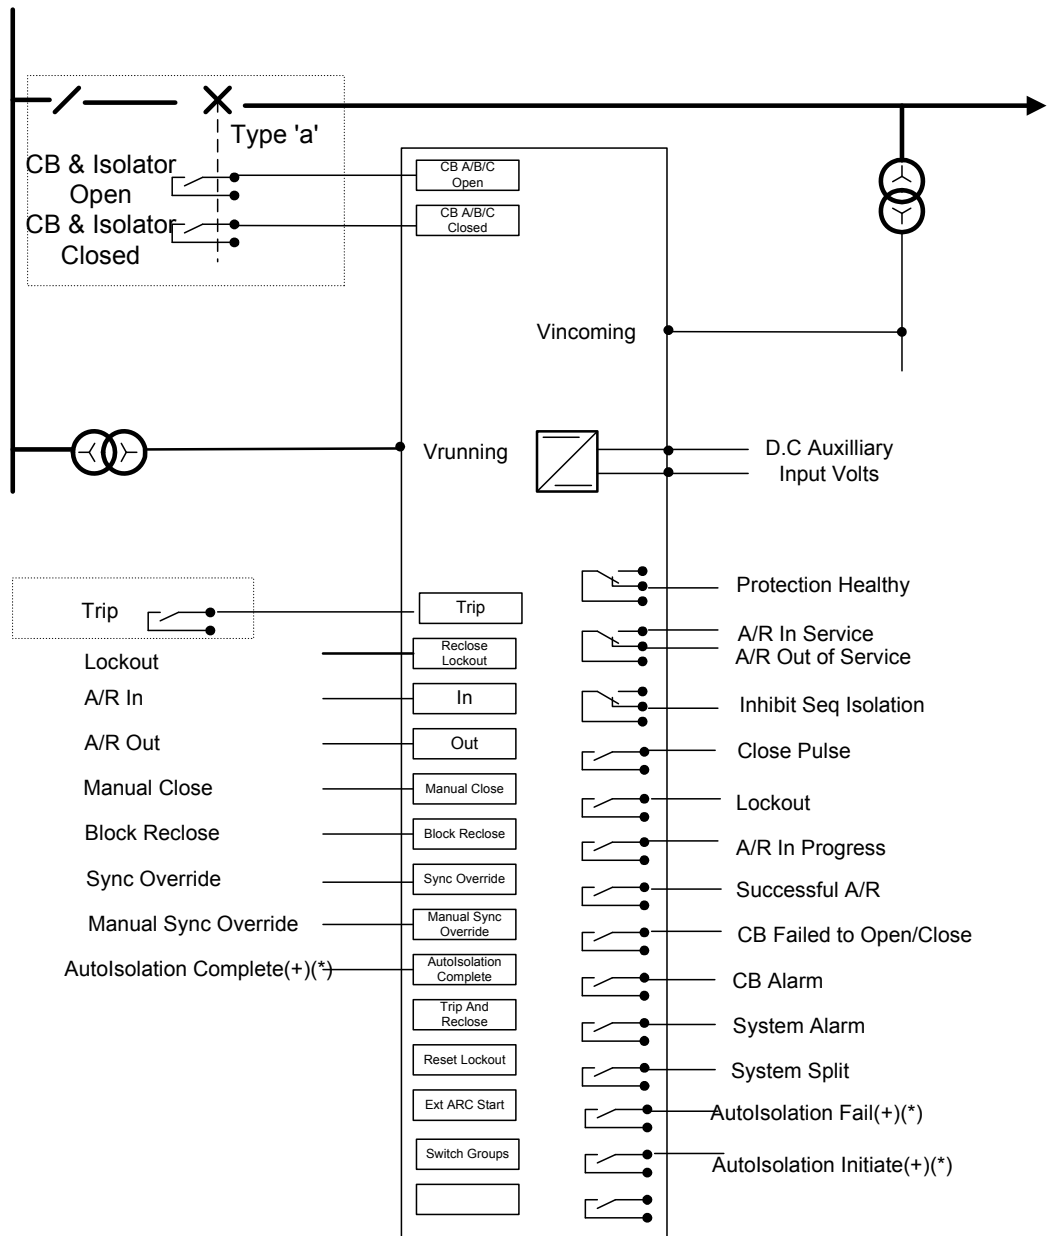 Type 'a'
CB & Isolator
Open
CB & Isolator
Closed
CB A/B/C
Open
CB A/B/C
Closed
Vincoming
Vrunning
D.C Auxilliary
Input Volts
Trip
Trip
Lockout
Reclose
Lockout
A/R In
In
A/R Out
Out
Manual Close
Manual Close
Block Reclose
Block Reclose
Sync Override
Sync Override
Manual Sync Override
Manual Sync
Override
AutoIsolation Complete(+)(*)
AutoIsolation
Complete
Trip And
Reclose
Reset Lockout
Ext ARC Start
Switch Groups
Protection Healthy
A/R In Service
A/R Out of Service
Inhibit Seq Isolation
Close Pulse
Lockout
A/R In Progress
Successful A/R
CB Failed to Open/Close
CB Alarm
System Alarm
System Split
AutoIsolation Fail(+)(*)
AutoIsolation Initiate(+)(*)